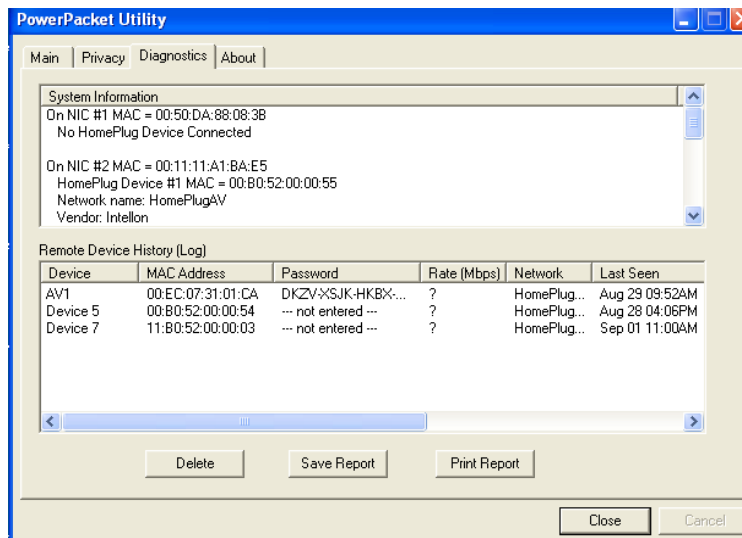 PowerPacket Utility
Main Privacy Diagnostics About
System Information
On NIC #1 MAC = 00:50:DA:88:08:3B
No HomePlug Device Connected
On NIC #2 MAC = 00:11:11:A1:BA:E5
HomePlug Device #1 MAC = 00:B0:52:00:00:55
Network name: HomePlugAV
Vendor: Intellon
Remote Device History (Log)
Device MAC Address Password Rate (Mbps) Network Last Seen
AV1 00:EC:07:31:01:CA DKZV-XSJK-HKBX-... ? HomePlug... Aug 29 09:52AM
Device 5 00:B0:52:00:00:54 --- not entered --- ? HomePlug... Aug 28 04:06PM
Device 7 11:B0:52:00:00:03 --- not entered --- ? HomePlug... Sep 01 11:00AM
Delete Save Report Print Report
Close Cancel